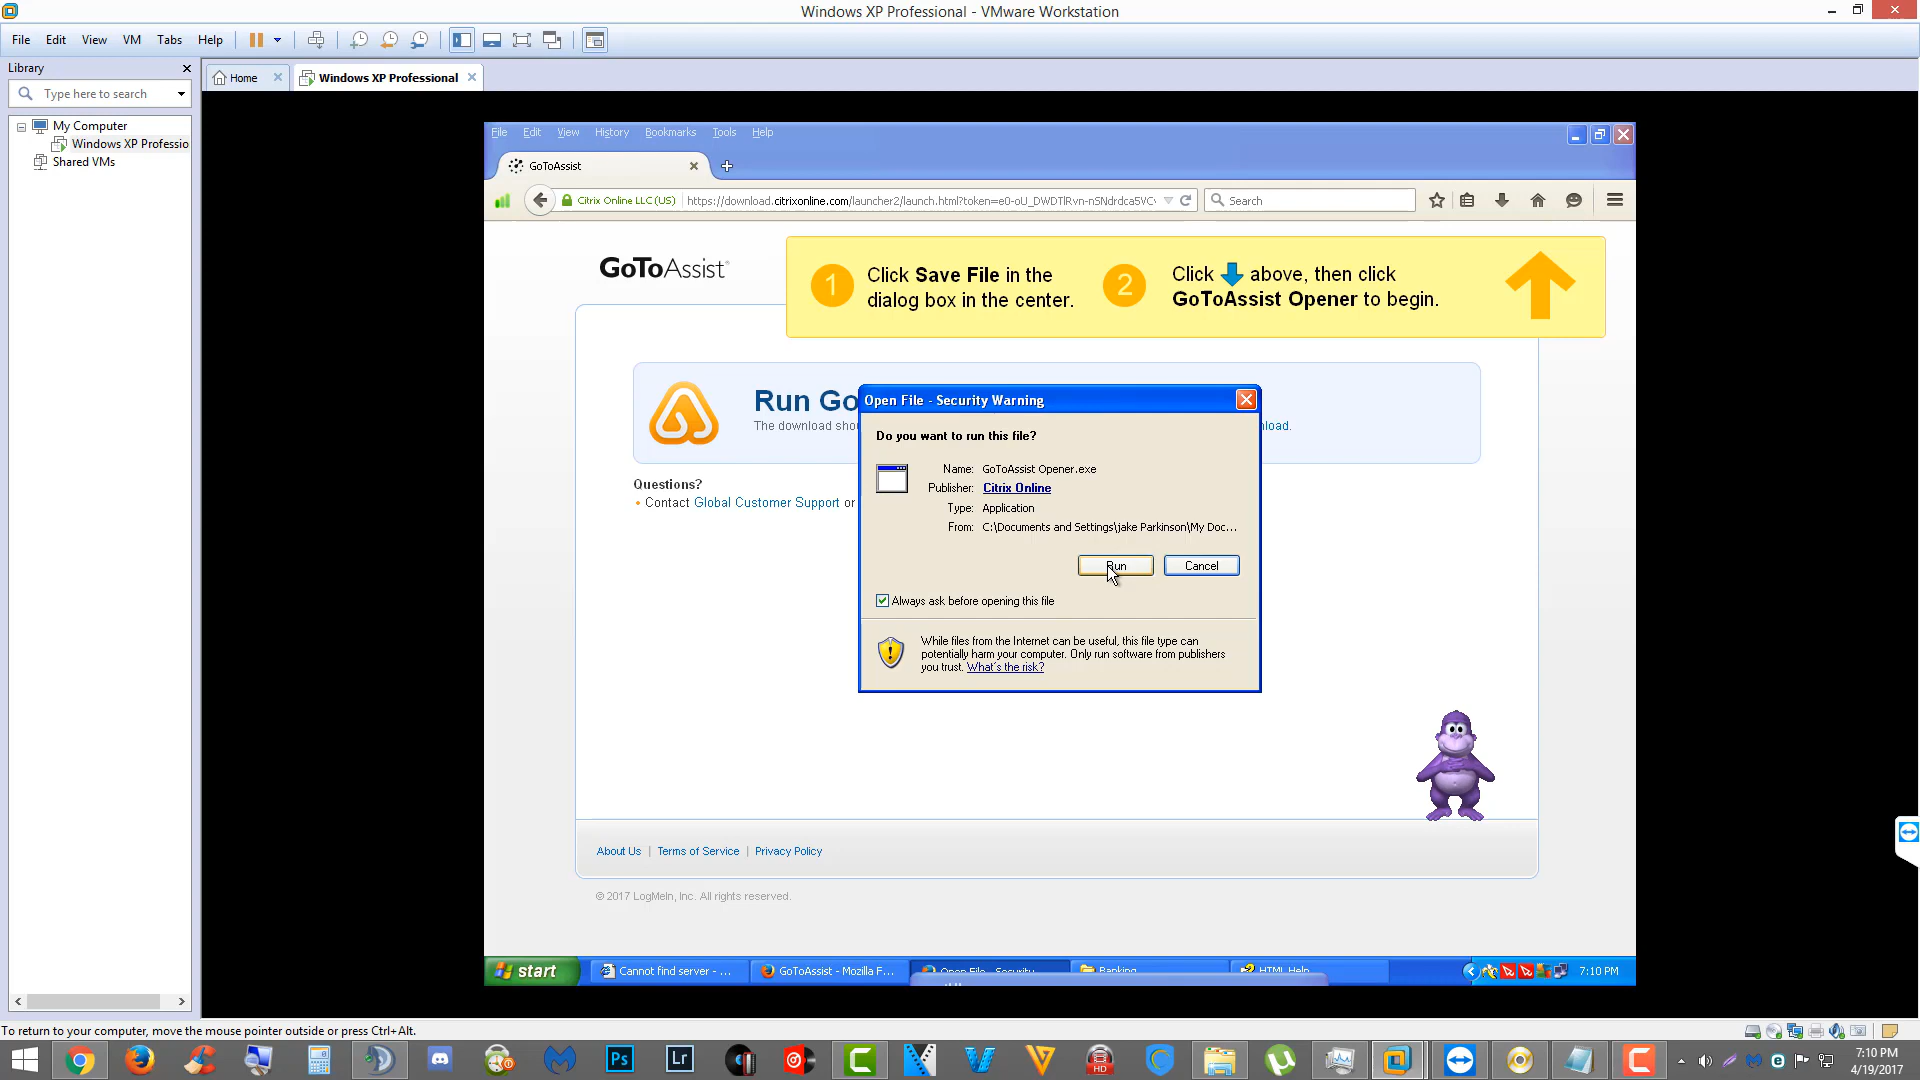 Windows XP Professional - VMware Workstation
File Edit View VM Tabs Help
Library
Type here to search
My Computer
Windows XP Professio
Shared VMs
Home
Windows XP Professional
File Edit View History Bookmarks Tools Help
GoToAssist
Citrix Online LLC (US)
https://download.citrixonline.com/launcher2/launch.html?token=e0-oU_DWDTlRvn-nSNdrdca5VC
Search
GoToAssist
1 Click Save File in the
dialog box in the center.
2 Click above, then click
GoToAssist Opener to begin.
Run Go
The download shou
load.
Questions?
• Contact Global Customer Support or
Open File - Security Warning
Do you want to run this file?
Name: GoToAssist Opener.exe
Publisher: Citrix Online
Type: Application
From: C:\Documents and Settings\jake Parkinson\My Doc...
Run Cancel
Always ask before opening this file
While files from the Internet can be useful, this file type can
potentially harm your computer. Only run software from publishers
you trust. What's the risk?
About Us | Terms of Service | Privacy Policy
© 2017 LogMeIn, Inc. All rights reserved.
start
Cannot find server - ...
GoToAssist - Mozilla F...
Open File - Security...
Banking
HTML Help
7:10 PM
To return to your computer, move the mouse pointer outside or press Ctrl+Alt.
Ps
Lr
HD
7:10 PM
4/19/2017